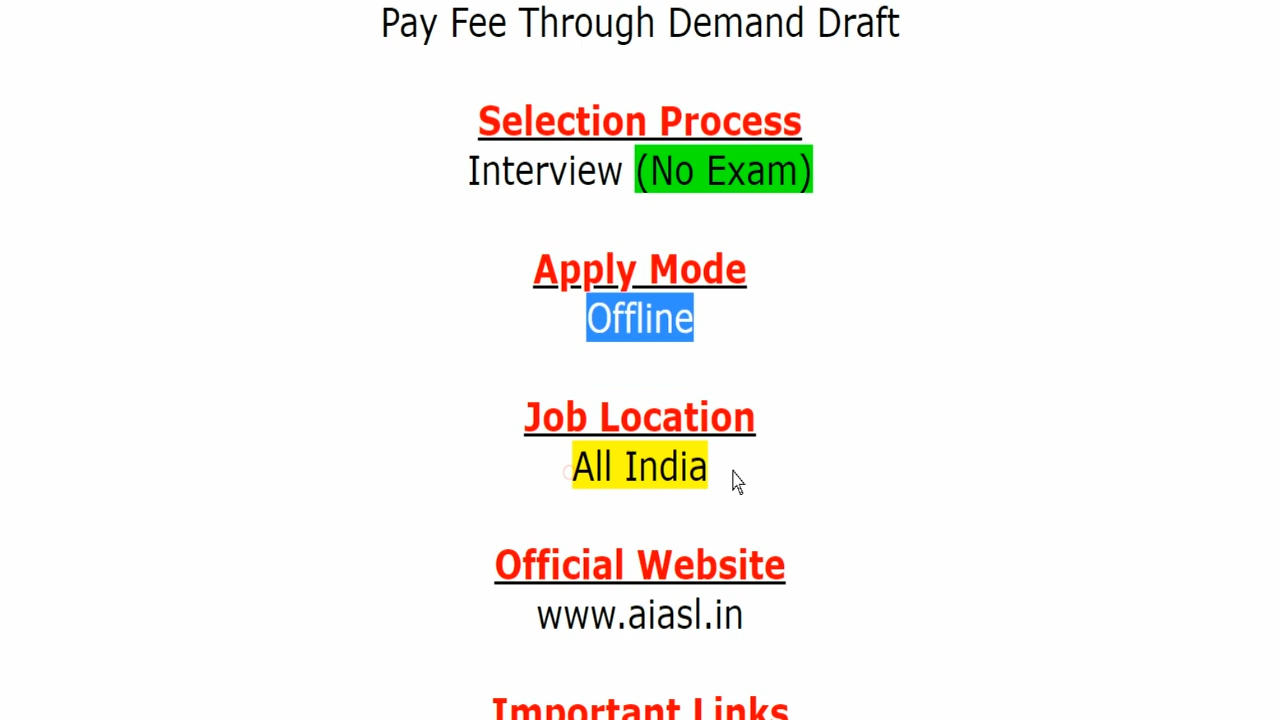 Pay Fee Through Demand Draft
Selection Process
Interview (No Exam)
Apply Mode
Offline
Job Location
All India
Official Website
www.aiasl.in
Important Links